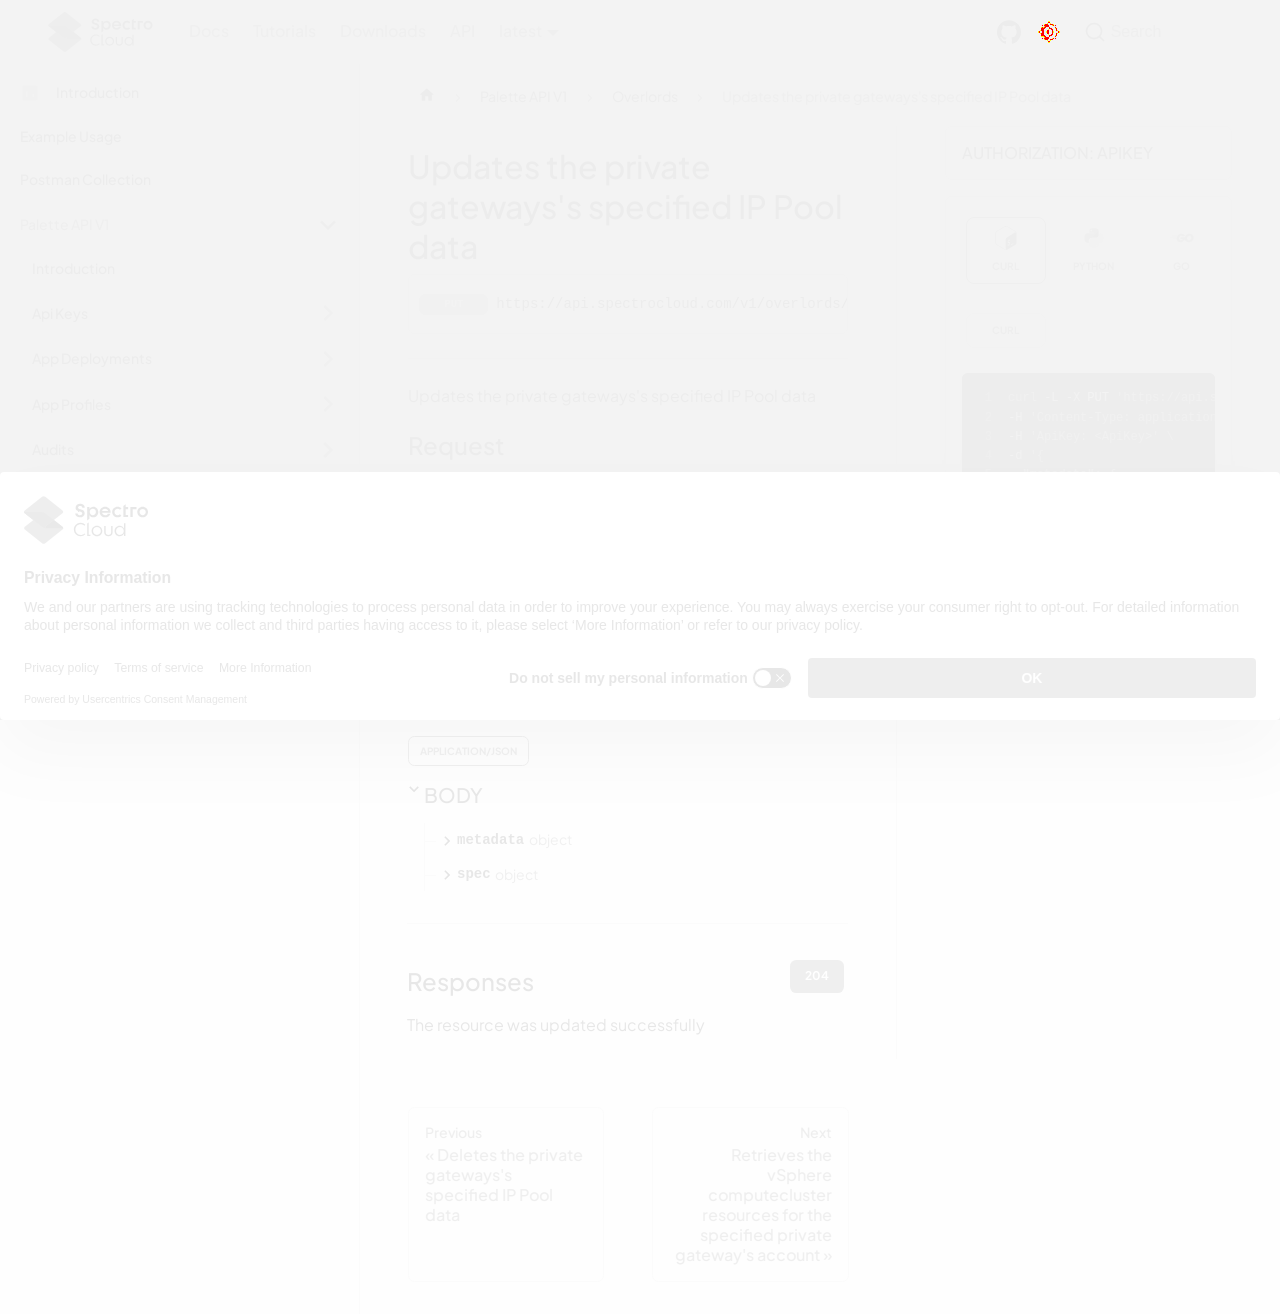 Spectro
Cloud
Docs
Tutorials
Downloads
API
latest
Search
Introduction
Example Usage
Postman Collection
Palette API V1
Introduction
Api Keys
App Deployments
App Profiles
Audits
Palette API V1
Overlords
Updates the private gateways's specified IP Pool data
Updates the private
gateways's specified IP Pool
data
https://api.spectrocloud.com/v1/overlords/
Updates the private gateways's specified IP Pool data
Request
AUTHORIZATION: APIKEY
CURL
PYTHON
GO
CURL
PUT
Spectro
Cloud
Privacy Information
We and our partners are using tracking technologies to process personal data in order to improve your experience. You may always exercise your consumer right to opt-out. For detailed information
about personal information we collect and third parties having access to it, please select 'More Information' or refer to our privacy policy.
Privacy policy
Terms of service
More Information
Powered by Usercentrics Consent Management
Do not sell my personal information
OK
APPLICATION/JSON
BODY
metadata object
spec object
Responses
204
The resource was updated successfully
Previous
« Deletes the private
gateways's
specified IP Pool
data
Next
Retrieves the
vSphere
computecluster
resources for the
specified private
gateway's account »